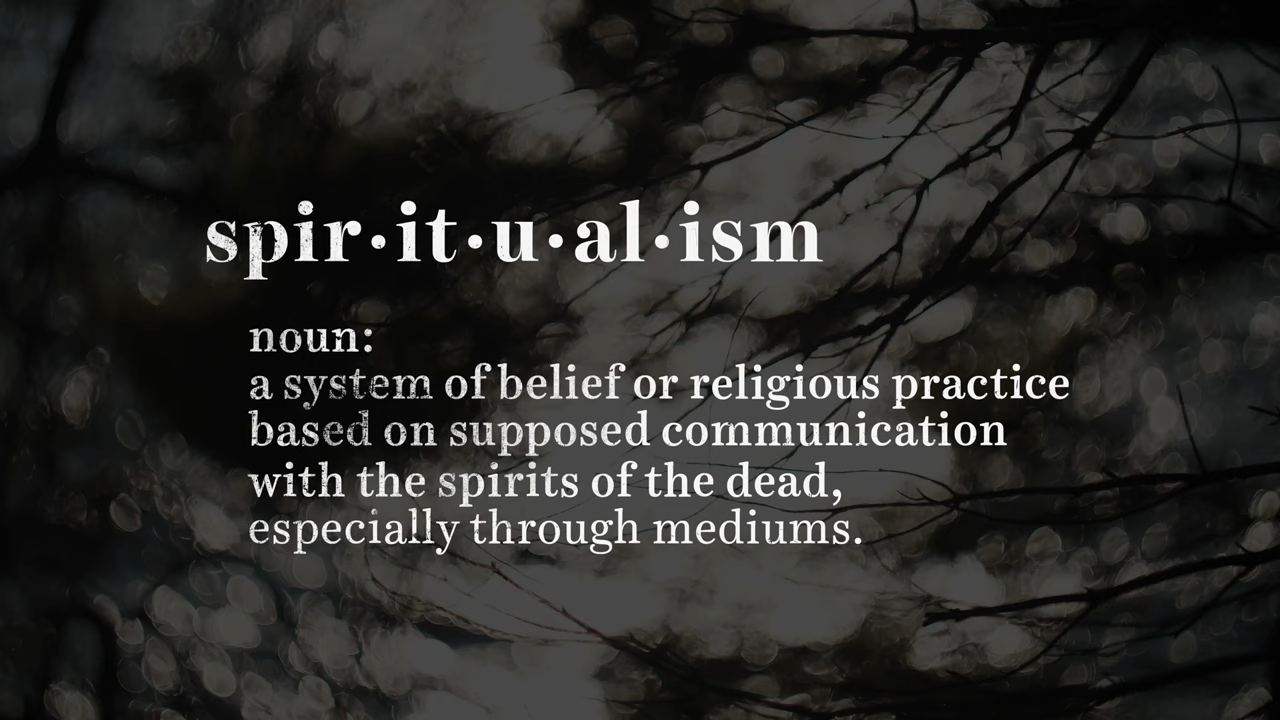 spir·it·u·al·ism
noun:
a system of belief or religious practice
based on supposed communication
with the spirits of the dead,
especially through mediums.